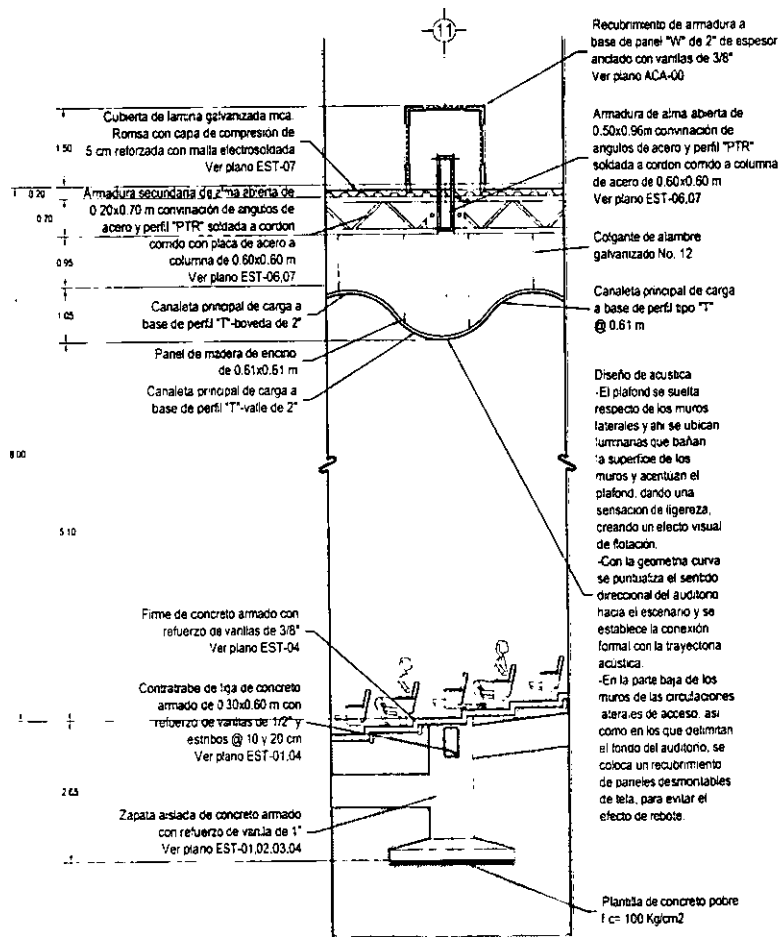 11
Recubrimento de armadura a
base de panel "W" de 2" de espesor
anclado con varillas de 3/8"
Ver plano ACA-00
Cubierta de lamina galvanizada mca.
Romsa con capa de compresión de
5 cm reforzada con malla electrosoldada
Ver plano EST-07
Armadura de alma abierta de
0.50x0.96m convinación de
angulos de acero y perfil "PTR"
soldada a cordon corrido a columna
de acero de 0.60x0.60 m
Ver plano EST-06,07
Armadura secundaria de alma abierta de
0.20x0.70 m convinación de angulos de
acero y perfil "PTR" soldada a cordon
corrido con placa de acero a
columna de 0.60x0.60 m
Ver plano EST-06,07
Colgante de alambre
galvanizado No. 12
Canaleta principal de carga a
base de perfil "T"-boveda de 2"
Canaleta principal de carga
a base de perfil tipo "T"
@ 0.61 m
Panel de madera de encino
de 0.61x0.61 m
Canaleta principal de carga a
base de perfil "T"-valle de 2"
Diseño de acustica
-El plafond se suelta
respecto de los muros
laterales y ahi se ubican
luminarias que bañan
la superficie de los
muros y acentúan el
plafond, dando una
sensación de ligereza,
creando un efecto visual
de flotación.
-Con la geometria curva
se puntualiza el sentido
direccional del auditorio
hacia el escenario y se
establece la conexión
formal con la trayectoria
acústica.
-En la parte baja de los
muros de las circulaciones
laterales de acceso, asi
como en los que delimitan
el fondo del auditorio, se
coloca un recubrimiento
de paneles desmontables
de tela, para evitar el
efecto de rebote.
Firme de concreto armado con
refuerzo de varillas de 3/8"
Ver plano EST-04
Contratrabe de liga de concreto
armado de 0.30x0.60 m con
refuerzo de varillas de 1/2" y
estribos @ 10 y 20 cm
Ver plano EST-01,04
Zapata aislada de concreto armado
con refuerzo de varilla de 1"
Ver plano EST-01,02,03,04
Plantilla de concreto pobre
f c= 100 Kg/cm2
1.50
0.20
0.70
0.95
1.05
8.00
5.10
2.65